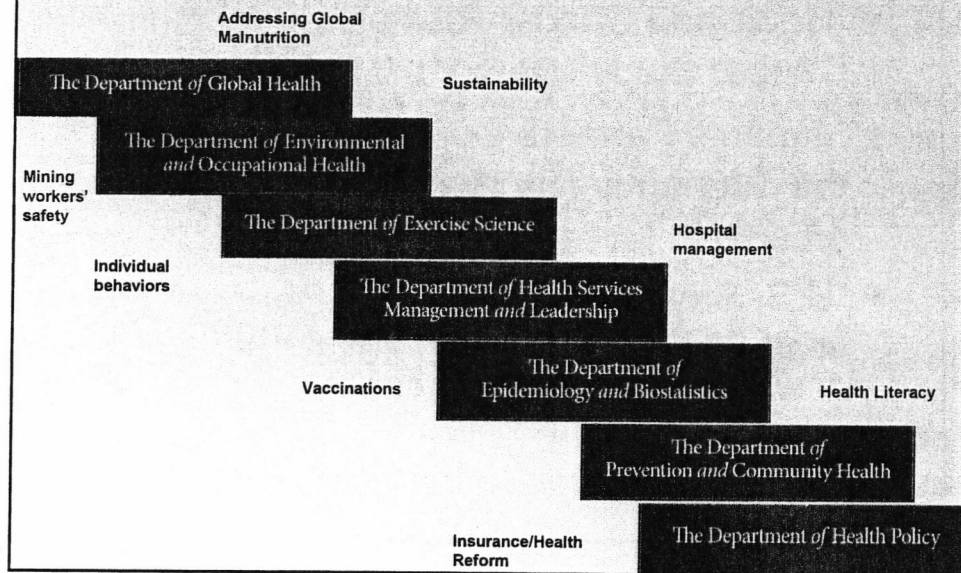 Addressing Global
Malnutrition
The Department of Global Health
Sustainability
The Department of Environmental
and Occupational Health
Mining
workers'
safety
The Department of Exercise Science
Hospital
management
Individual
behaviors
The Department of Health Services
Management and Leadership
The Department of
Epidemiology and Biostatistics
Vaccinations
Health Literacy
The Department of
Prevention and Community Health
The Department of Health Policy
Insurance/Health
Reform